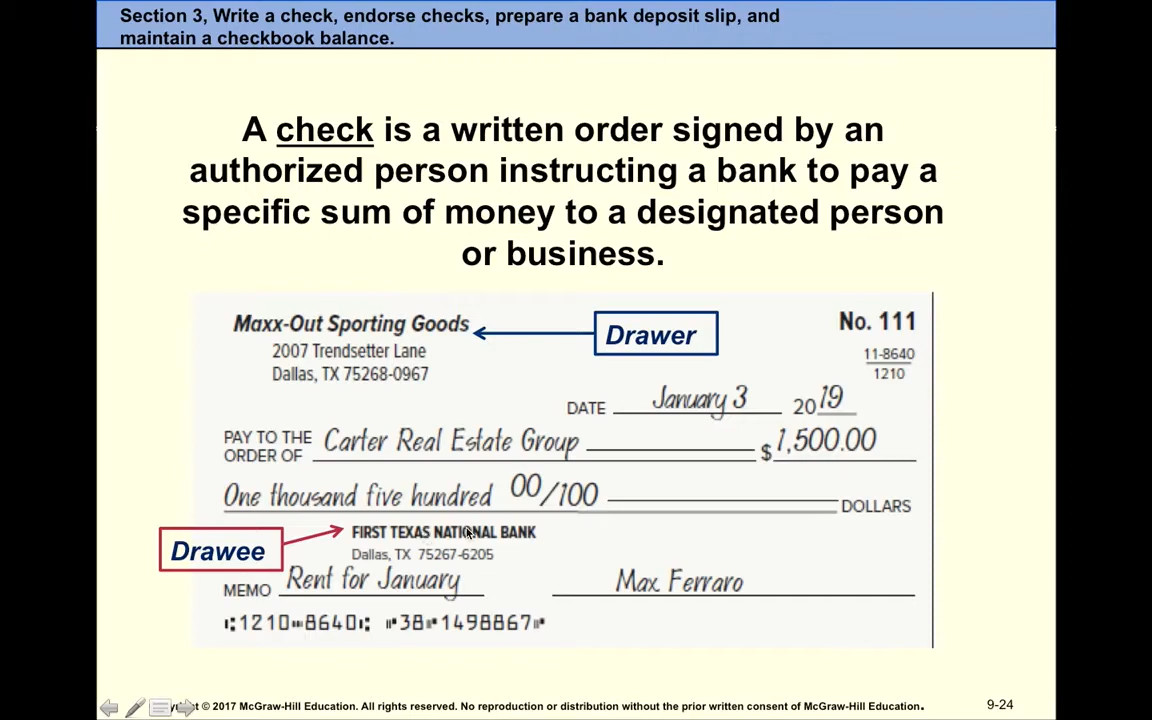 Section 3, Write a check, endorse checks, prepare a bank deposit slip, and
maintain a checkbook balance.
A check is a written order signed by an
authorized person instructing a bank to pay a
specific sum of money to a designated person
or business.
Maxx-Out Sporting Goods
Drawer
No. 111
2007 Trendsetter Lane
11-8640
Dallas, TX 75268-0967
1210
DATE January 3 2019
PAY TO THE
ORDER OF Carter Real Estate Group $1,500.00
One thousand five hundred 00/100 DOLLARS
FIRST TEXAS NATIONAL BANK
Drawee
Dallas, TX 75267-6205
MEMO Rent for January Max Ferraro
⑆1210⑉8640⑆ ⑈38⑈1498867⑈
© 2017 McGraw-Hill Education. All rights reserved. No reproduction or distribution without the prior written consent of McGraw-Hill Education.
9-24